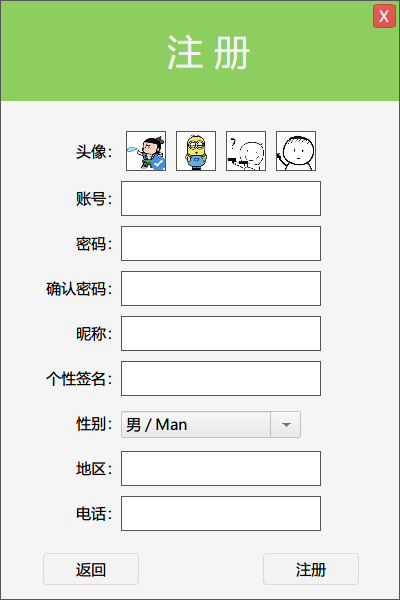 X
注 册
头像：
?
账号：
密码：
确认密码：
昵称：
个性签名：
性别： 男 / Man
地区：
电话：
返回 注册